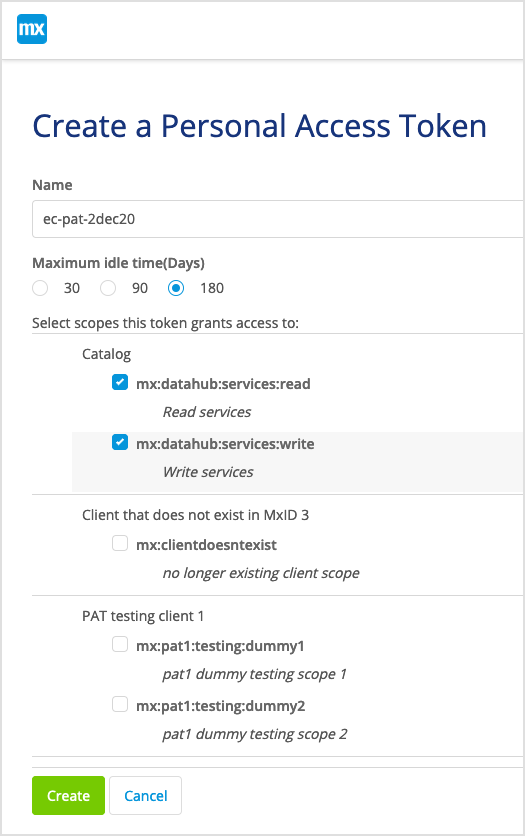 mx
Create a Personal Access Token
Name
ec-pat-2dec20
Maximum idle time(Days)
30 90 180
Select scopes this token grants access to:
Catalog
mx:datahub:services:read
Read services
mx:datahub:services:write
Write services
Client that does not exist in MxID 3
mx:clientdoesntexist
no longer existing client scope
PAT testing client 1
mx:pat1:testing:dummy1
pat1 dummy testing scope 1
mx:pat1:testing:dummy2
pat1 dummy testing scope 2
Create Cancel